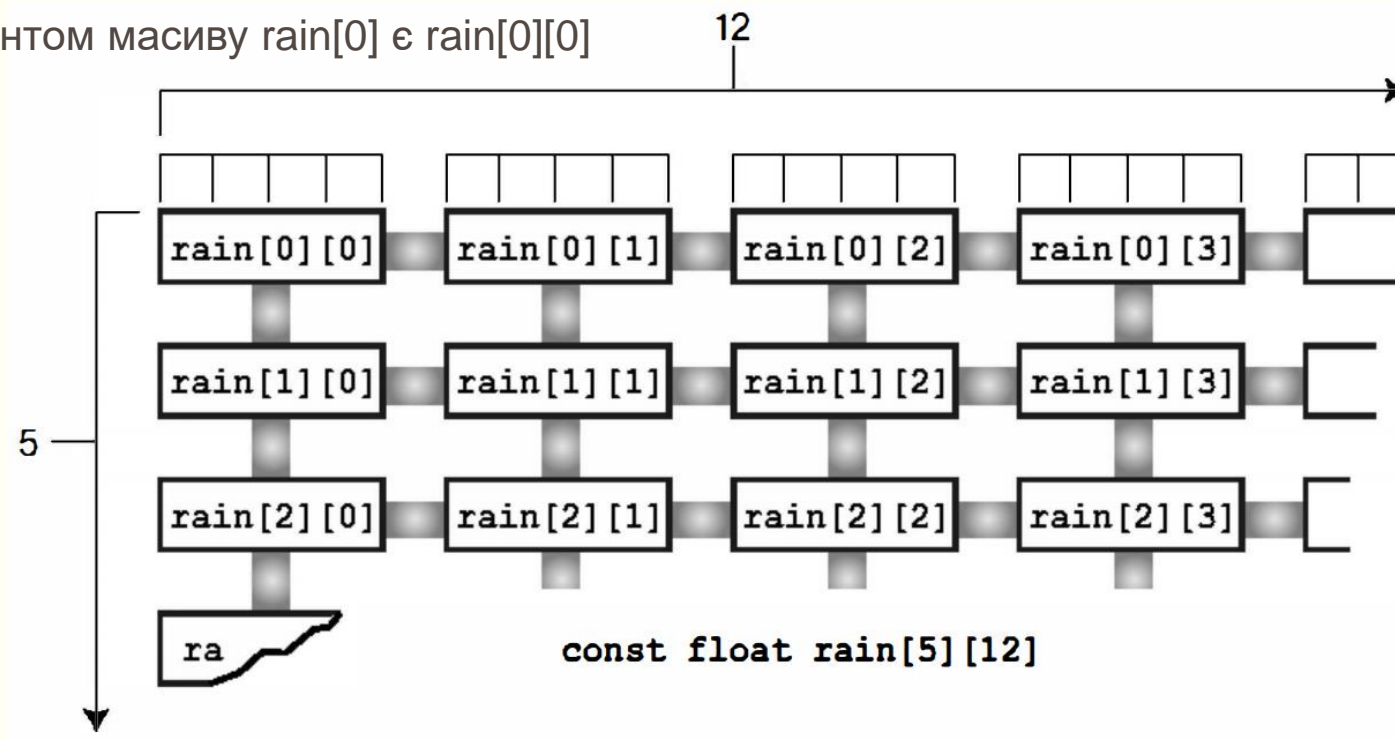 нтом масиву rain[0] є rain[0][0]
12
rain[0][0] rain[0][1] rain[0][2] rain[0][3]
rain[1][0] rain[1][1] rain[1][2] rain[1][3]
5
rain[2][0] rain[2][1] rain[2][2] rain[2][3]
ra
const float rain[5][12]